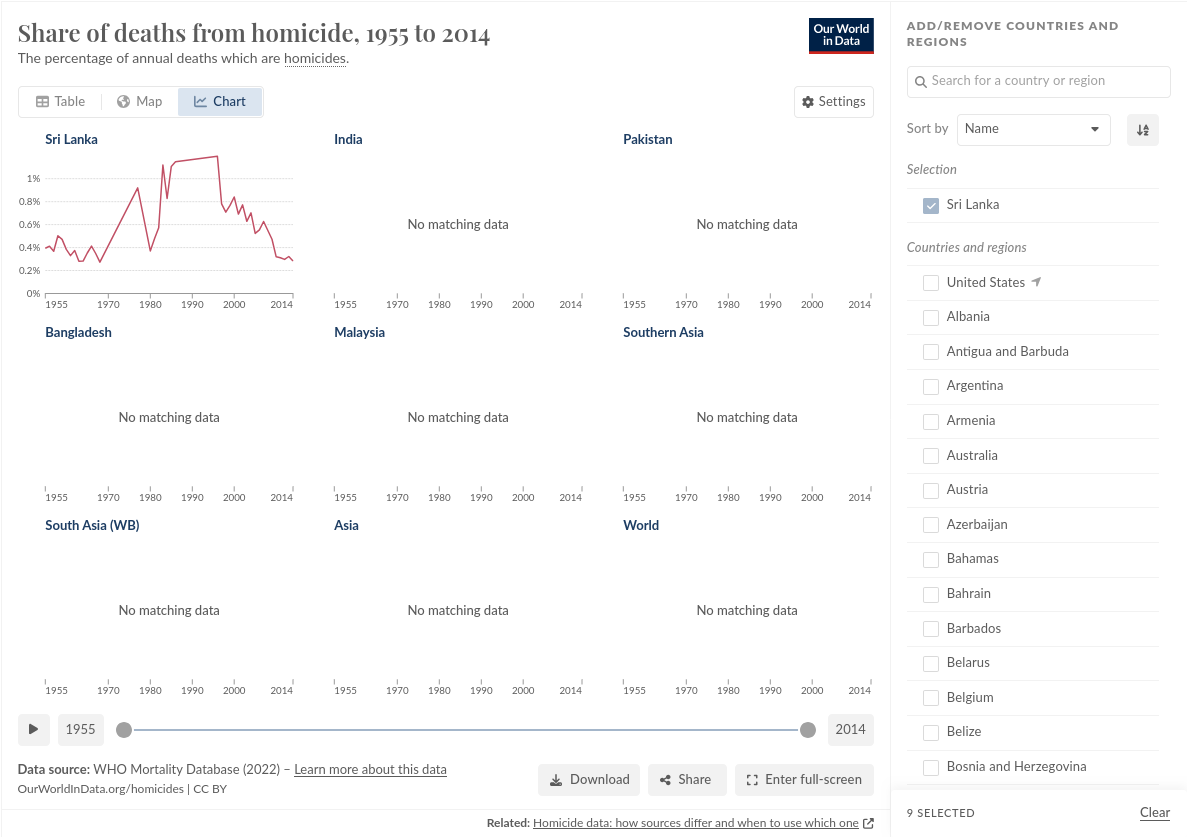 Share of deaths from homicide, 1955 to 2014
The percentage of annual deaths which are homicides.
Our World
in Data
Table
Map
Chart
Settings
Sri Lanka
India
Pakistan
1%
0.8%
0.6%
0.4%
0.2%
0%
No matching data
No matching data
1955 1970 1980 1990 2000 2014
1955 1970 1980 1990 2000 2014
1955 1970 1980 1990 2000 2014
Bangladesh
Malaysia
Southern Asia
No matching data
No matching data
No matching data
1955 1970 1980 1990 2000 2014
1955 1970 1980 1990 2000 2014
1955 1970 1980 1990 2000 2014
South Asia (WB)
Asia
World
No matching data
No matching data
No matching data
1955 1970 1980 1990 2000 2014
1955 1970 1980 1990 2000 2014
1955 1970 1980 1990 2000 2014
1955
2014
Data source: WHO Mortality Database (2022) – Learn more about this data
OurWorldInData.org/homicides | CC BY
Download
Share
Enter full-screen
Related: Homicide data: how sources differ and when to use which one
ADD/REMOVE COUNTRIES AND
REGIONS
Search for a country or region
Sort by
Name
Selection
Sri Lanka
Countries and regions
United States
Albania
Antigua and Barbuda
Argentina
Armenia
Australia
Austria
Azerbaijan
Bahamas
Bahrain
Barbados
Belarus
Belgium
Belize
Bosnia and Herzegovina
9 SELECTED
Clear